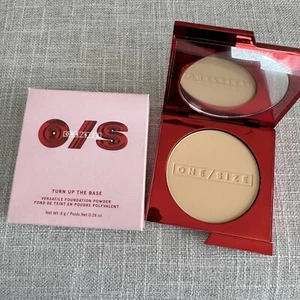 O/S
ONE/SIZE
TURN UP THE BASE
VERSATILE FOUNDATION POWDER
FOND DE TEINT EN POUDRE POLYVALENT
Net Wt. 8 g / Poids Net 0.28 oz
ONE/SIZE